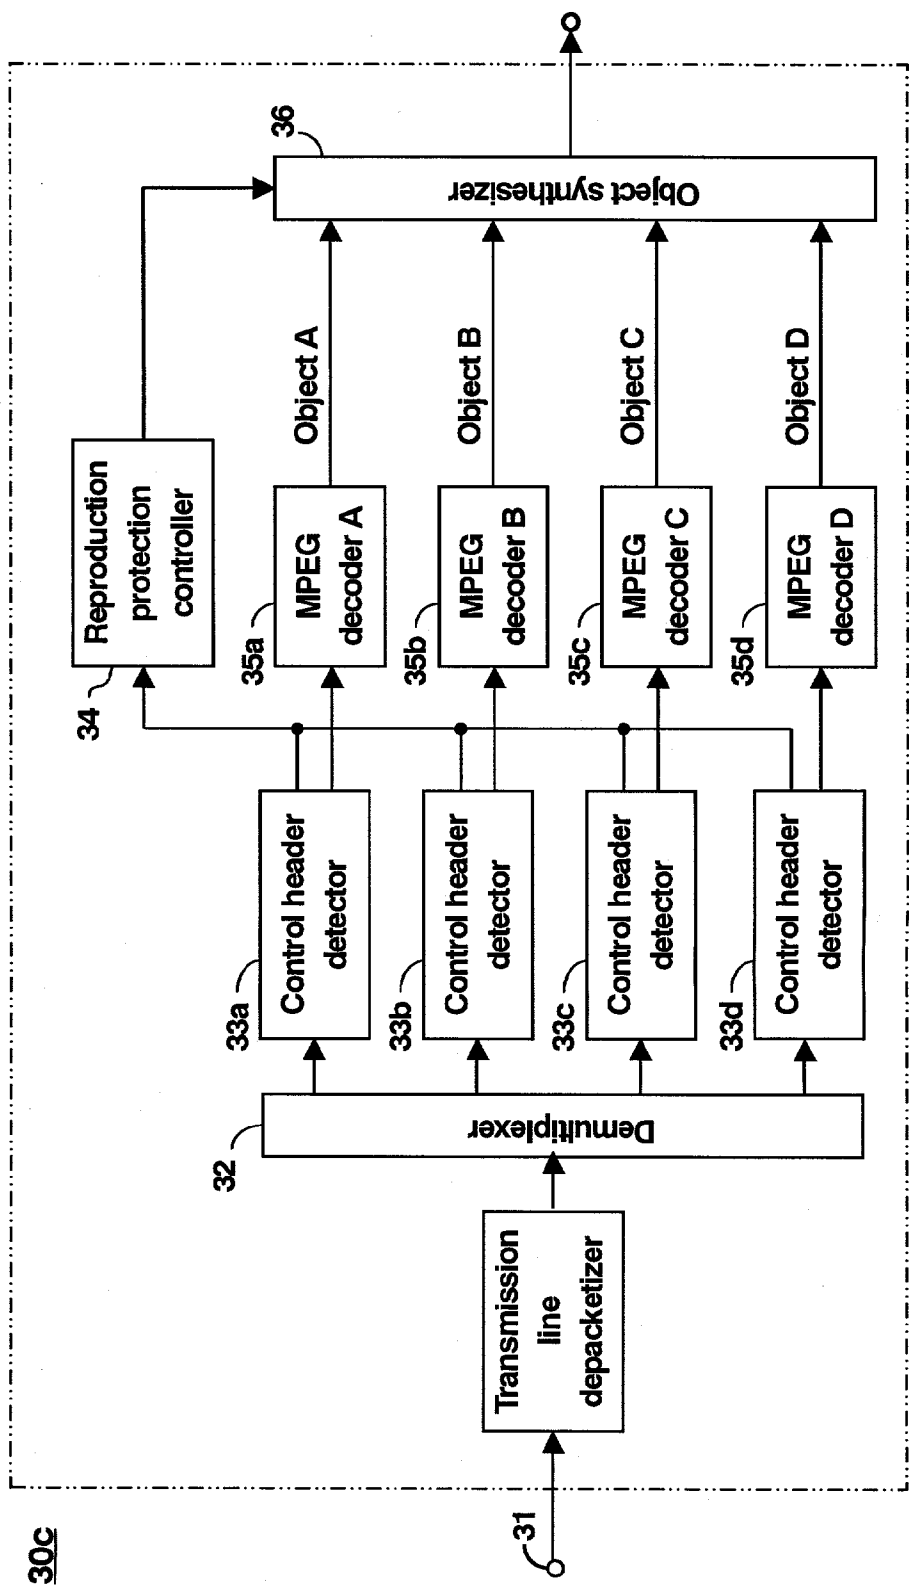 30c
31
Transmission
line
depacketizer
32
Demultiplexer
33a
Control header
detector
33b
Control header
detector
33c
Control header
detector
33d
Control header
detector
34
Reproduction
protection
controller
35a
MPEG
decoder A
35b
MPEG
decoder B
35c
MPEG
decoder C
35d
MPEG
decoder D
Object A
Object B
Object C
Object D
36
Object synthesizer